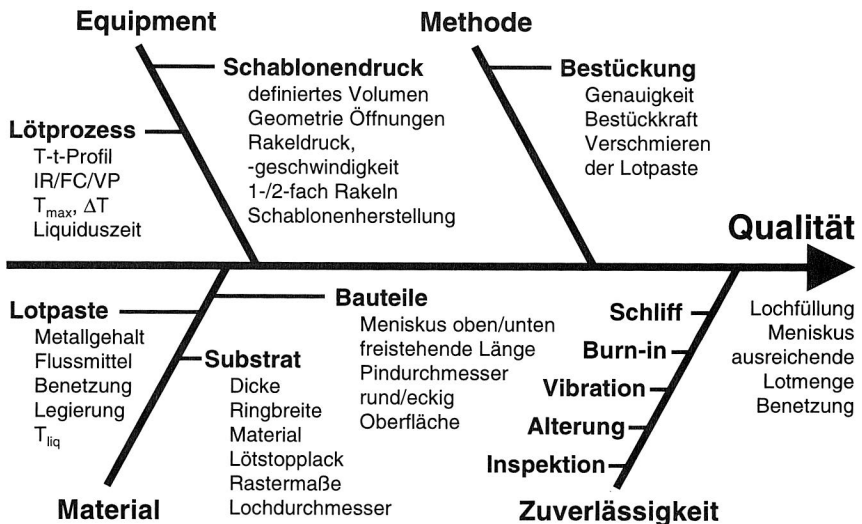 Equipment
Schablonendruck
definiertes Volumen
Geometrie Öffnungen
Rakeldruck,
-geschwindigkeit
1-/2-fach Rakeln
Schablonenherstellung
Lötprozess
T-t-Profil
IR/FC/VP
Tmax, ΔT
Liquiduszeit
Methode
Bestückung
Genauigkeit
Bestückkraft
Verschmieren
der Lotpaste
Qualität
Lochfüllung
Meniskus
ausreichende
Lotmenge
Benetzung
Lotpaste
Metallgehalt
Flussmittel
Benetzung
Legierung
Tliq
Substrat
Dicke
Ringbreite
Material
Lötstopplack
Rastermaße
Lochdurchmesser
Bauteile
Meniskus oben/unten
freistehende Länge
Pindurchmesser
rund/eckig
Oberfläche
Material
Schliff
Burn-in
Vibration
Alterung
Inspektion
Zuverlässigkeit